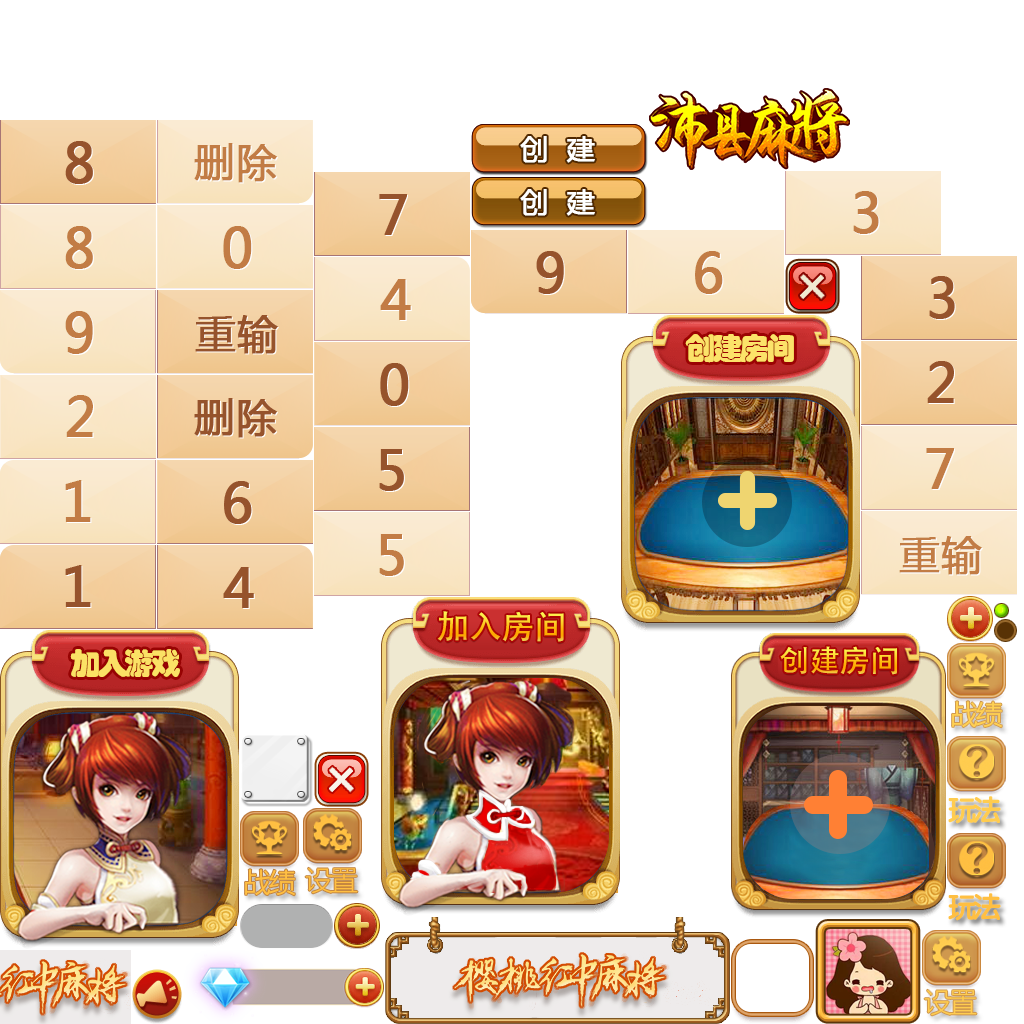 沛县麻将
8 删除
创 建
7
3
创 建
8 0
9 6
4
3
9 重输
创建房间
0
2
2 删除
5
7
1 6
5
重输
1 4
加入房间
加入游戏
创建房间
战绩
玩法
战绩 设置
玩法
红中麻将
樱桃红中麻将
设置